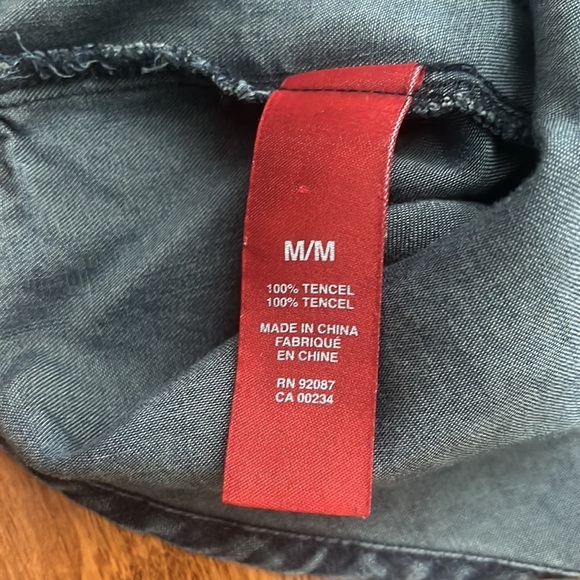 M/M
100% TENCEL
100% TENCEL
MADE IN CHINA
FABRIQUÉ
EN CHINE
RN 92087
CA 00234